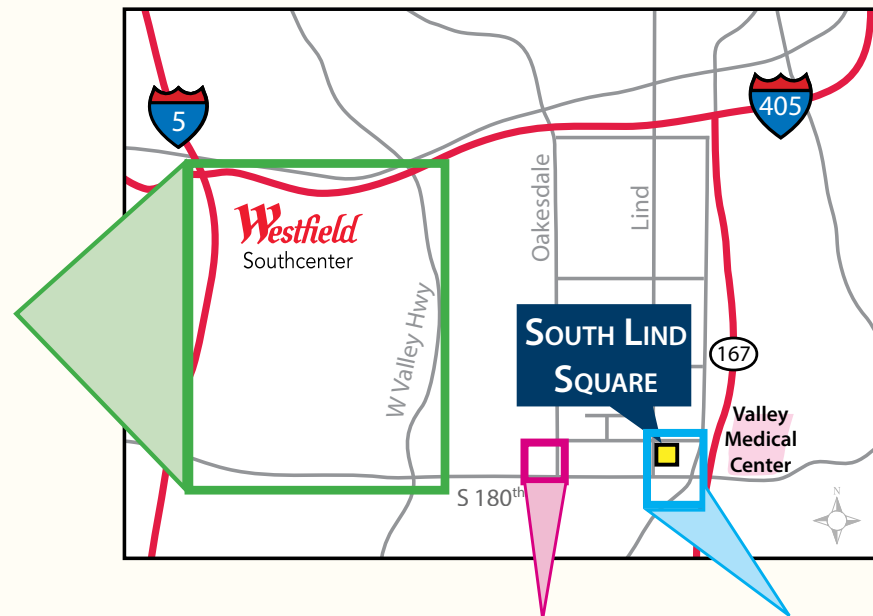 5
405
Westfield
Southcenter
Oakesdale
Lind
W Valley Hwy
SOUTH LIND
SQUARE
167
Valley
Medical
Center
S 180th
N